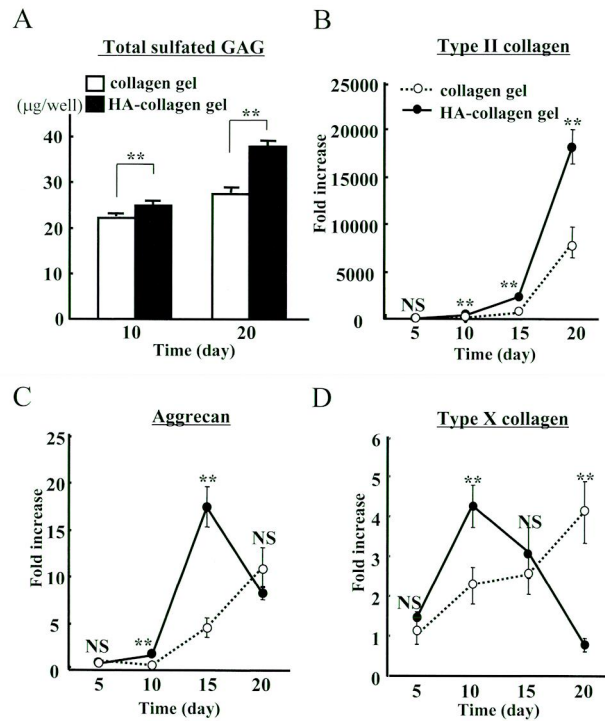 A
Total sulfated GAG
collagen gel
(μg/well) HA-collagen gel
**
**
40
30
20
10
0
10 20
Time (day)
B
Type II collagen
collagen gel
HA-collagen gel
Fold increase
25000
20000
15000
10000
5000
0
NS ** ** **
5 10 15 20
Time (day)
C
Aggrecan
Fold increase
25
20
15
10
5
0
NS ** ** NS
5 10 15 20
Time (day)
D
Type X collagen
Fold increase
6
5
4
3
2
1
0
NS ** NS **
5 10 15 20
Time (day)